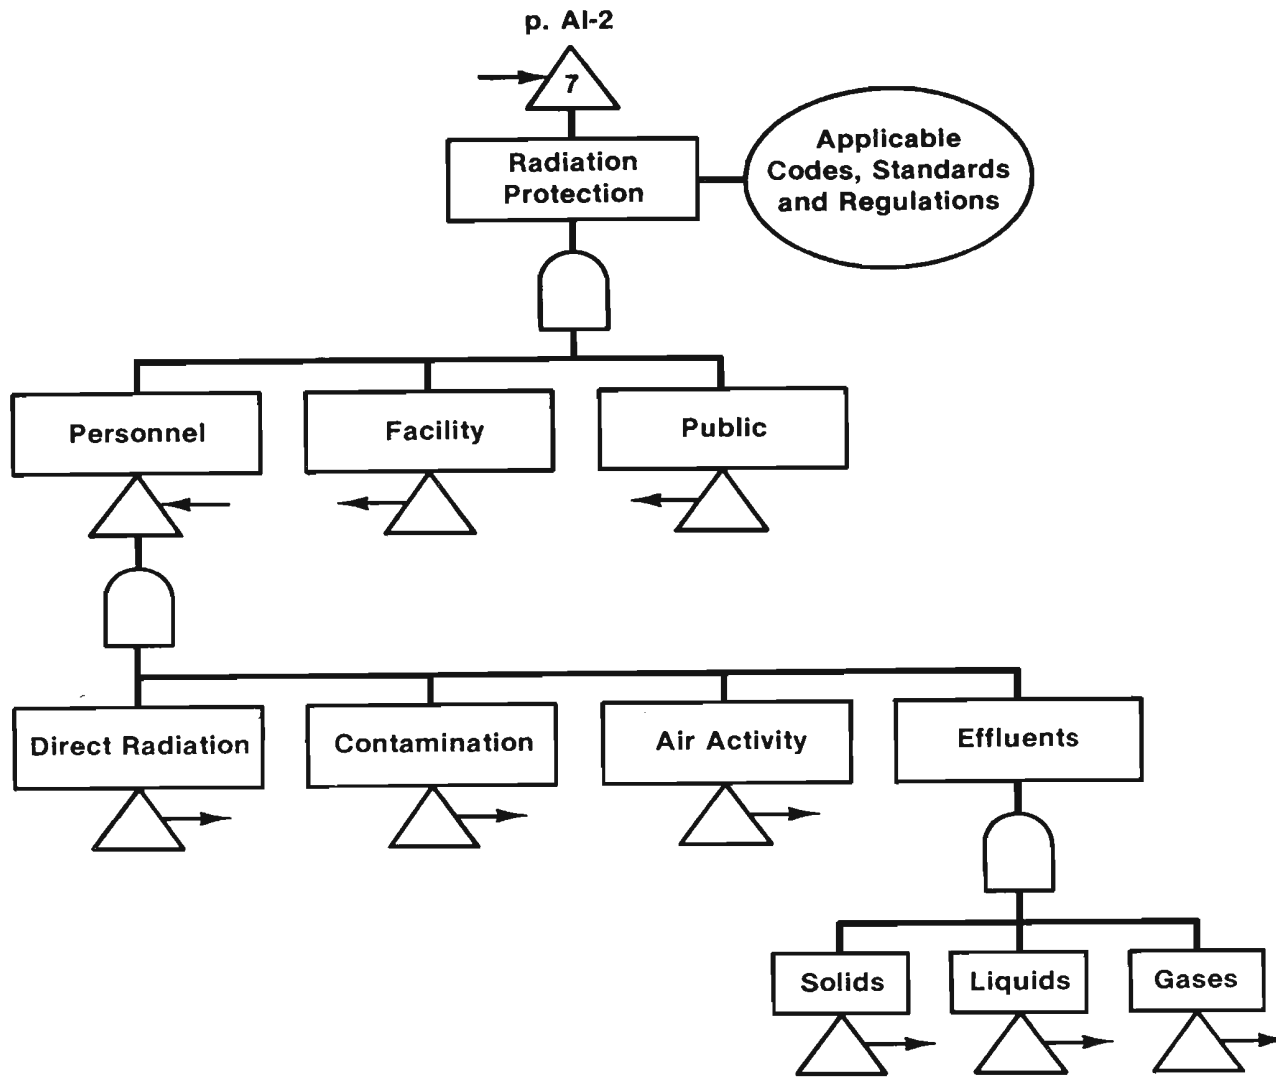 p. AI-2
7
Radiation
Protection
Applicable
Codes, Standards
and Regulations
Personnel
Facility
Public
Direct Radiation
Contamination
Air Activity
Effluents
Solids
Liquids
Gases